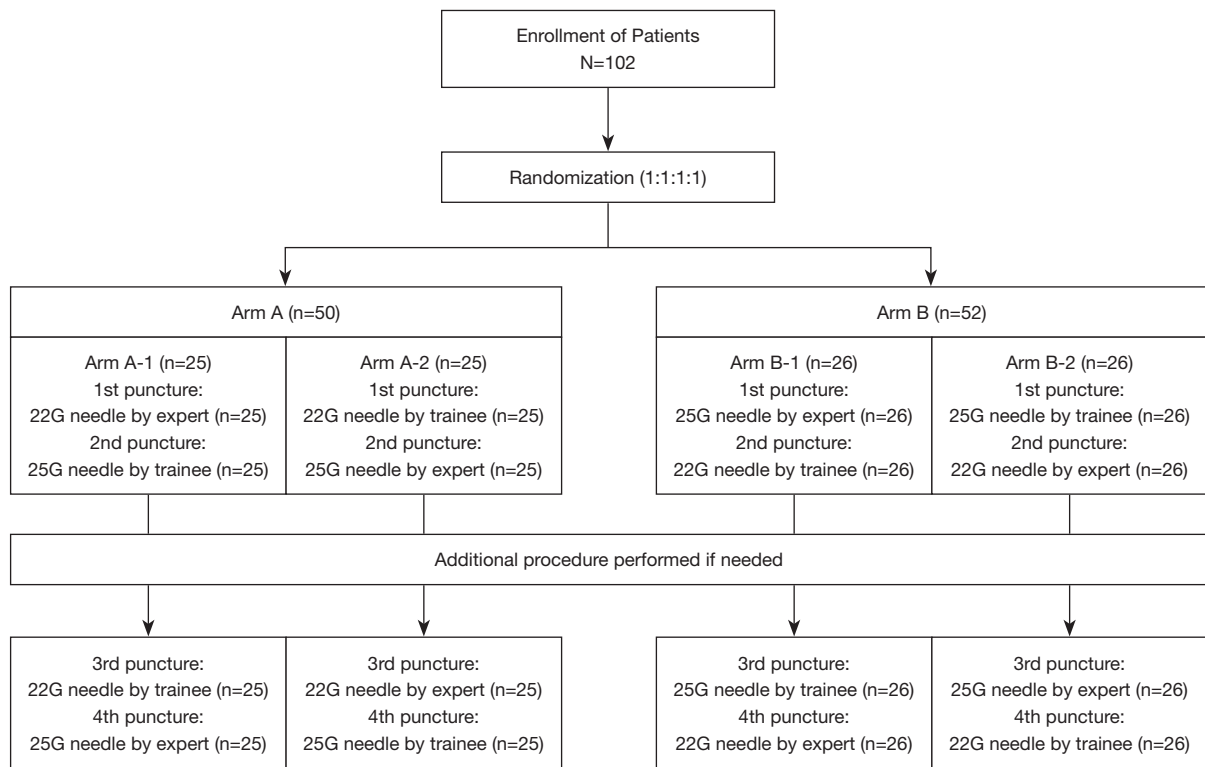 Enrollment of Patients
N=102
Randomization (1:1:1:1)
Arm A (n=50)
Arm A-1 (n=25)
1st puncture:
22G needle by expert (n=25)
2nd puncture:
25G needle by trainee (n=25)
Arm A-2 (n=25)
1st puncture:
22G needle by trainee (n=25)
2nd puncture:
25G needle by expert (n=25)
Arm B (n=52)
Arm B-1 (n=26)
1st puncture:
25G needle by expert (n=26)
2nd puncture:
22G needle by trainee (n=26)
Arm B-2 (n=26)
1st puncture:
25G needle by trainee (n=26)
2nd puncture:
22G needle by expert (n=26)
Additional procedure performed if needed
3rd puncture:
22G needle by trainee (n=25)
4th puncture:
25G needle by expert (n=25)
3rd puncture:
22G needle by expert (n=25)
4th puncture:
25G needle by trainee (n=25)
3rd puncture:
25G needle by trainee (n=26)
4th puncture:
22G needle by expert (n=26)
3rd puncture:
25G needle by expert (n=26)
4th puncture:
22G needle by trainee (n=26)